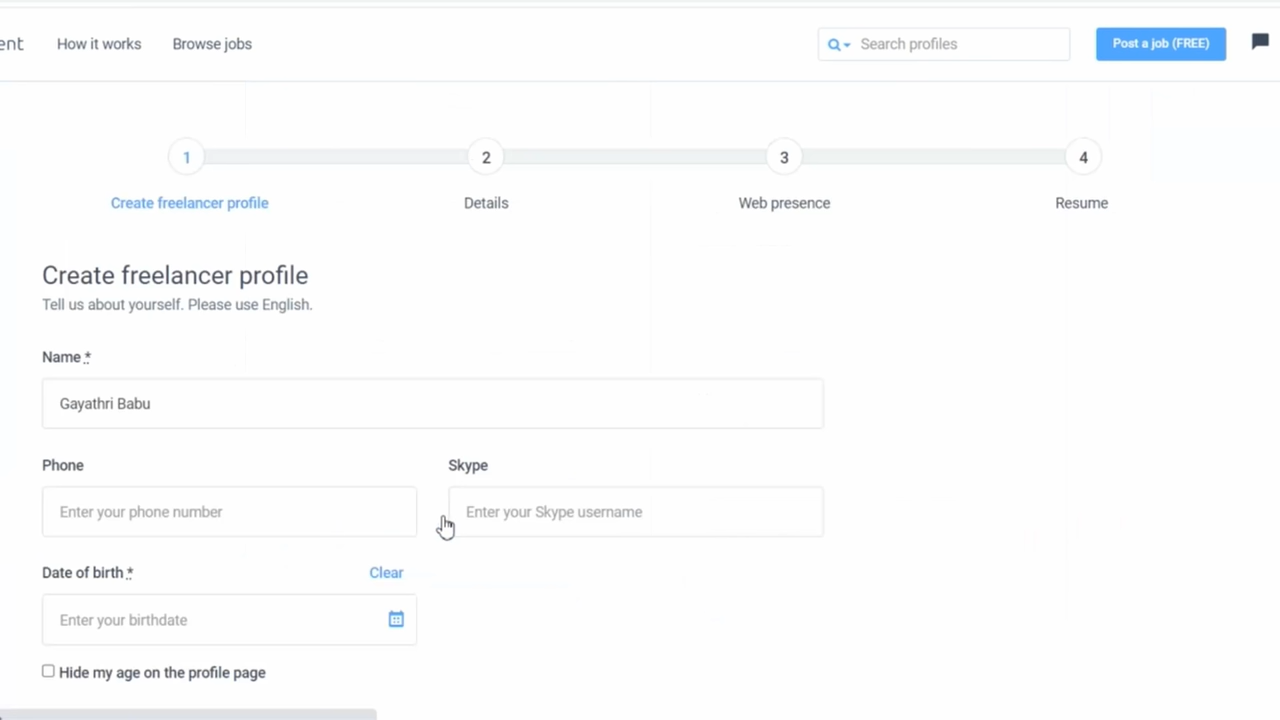 ent How it works Browse jobs Search profiles Post a job (FREE)
1 2 3 4
Create freelancer profile Details Web presence Resume
Create freelancer profile
Tell us about yourself. Please use English.
Name *
Gayathri Babu
Phone Skype
Enter your phone number Enter your Skype username
Date of birth * Clear
Enter your birthdate
Hide my age on the profile page